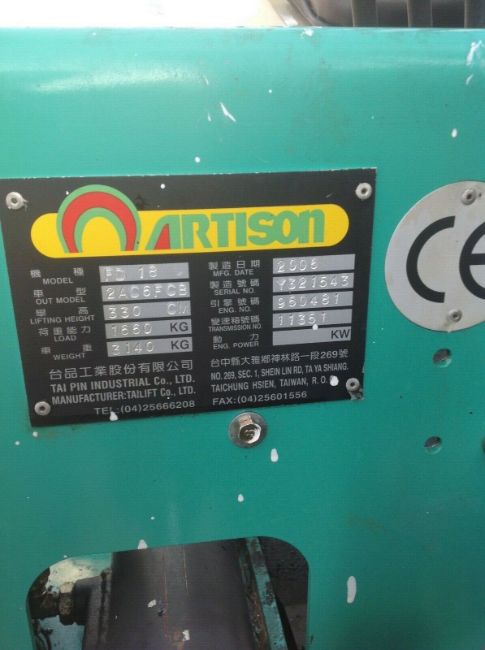 ARTISON
機種 MODEL FD 18 製造日期 MFG. DATE 2006
車型 OUT MODEL 2AC6FCB 製造號碼 SERIAL NO. Y321543
揚高 LIFTING HEIGHT 330 CM 引擎號碼 ENG. NO. 960481
荷重能力 LOAD 1660 KG 變速箱號碼 TRANSMISSION NO. 11361
車重 WEIGHT 3140 KG 動力 ENG. POWER KW
台品工業股份有限公司 台中縣大雅鄉神林路一段269號
TAI PIN INDUSTRIAL Co., LTD. NO. 269, SEC. 1, SHEIN LIN RD, TA YA SHIANG.
MANUFACTURER:TAILIFT Co., LTD. TAICHUNG HSIEN, TAIWAN, R. O.
TEL:(04)25666208 FAX:(04)25601556
CE